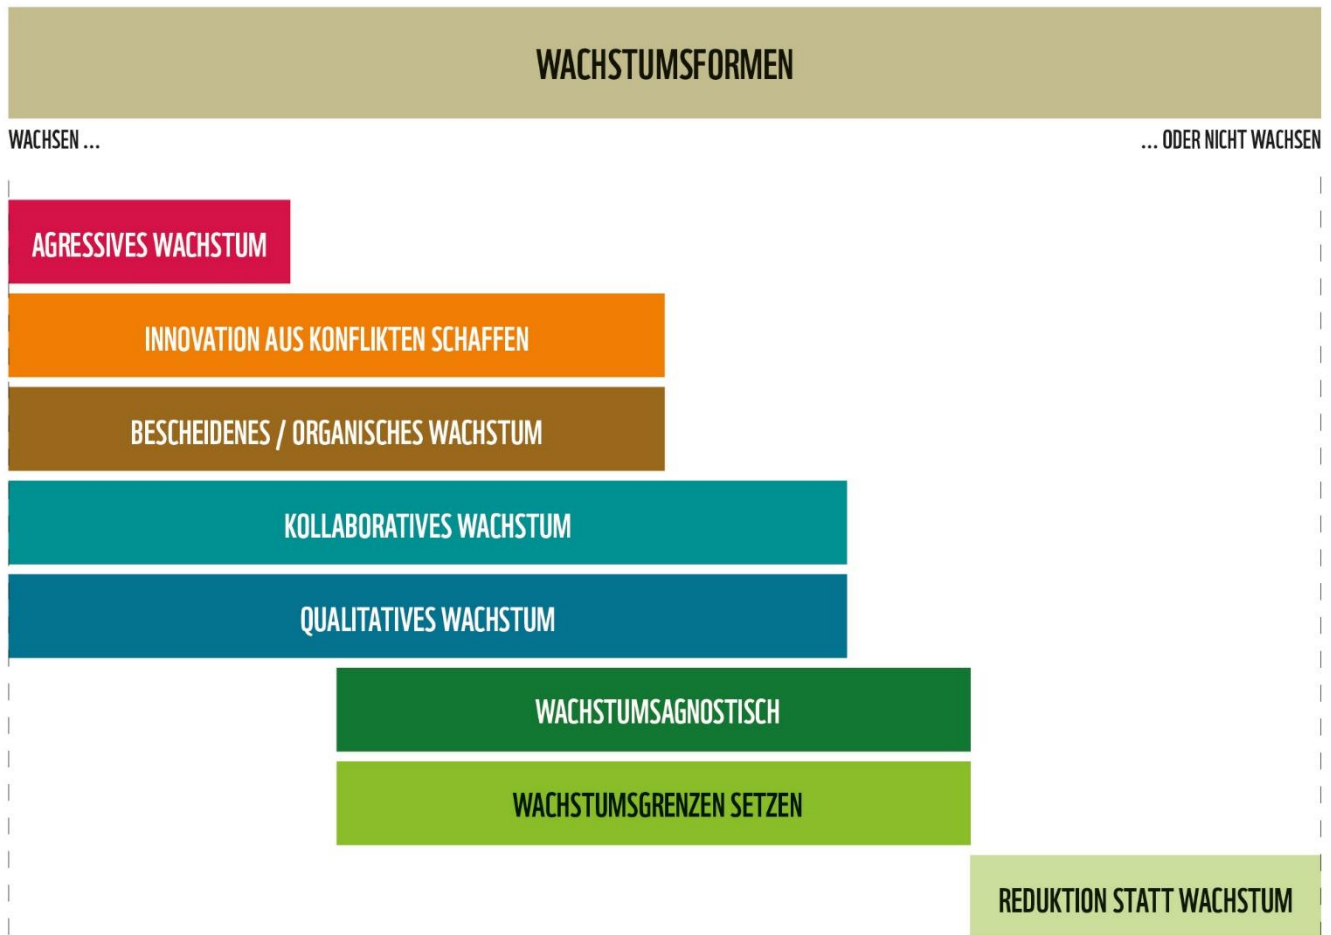 WACHSTUMSFORMEN
WACHSEN ...
... ODER NICHT WACHSEN
AGRESSIVES WACHSTUM
INNOVATION AUS KONFLIKTEN SCHAFFEN
BESCHEIDENES / ORGANISCHES WACHSTUM
KOLLABORATIVES WACHSTUM
QUALITATIVES WACHSTUM
WACHSTUMSAGNOSTISCH
WACHSTUMSGRENZEN SETZEN
REDUKTION STATT WACHSTUM